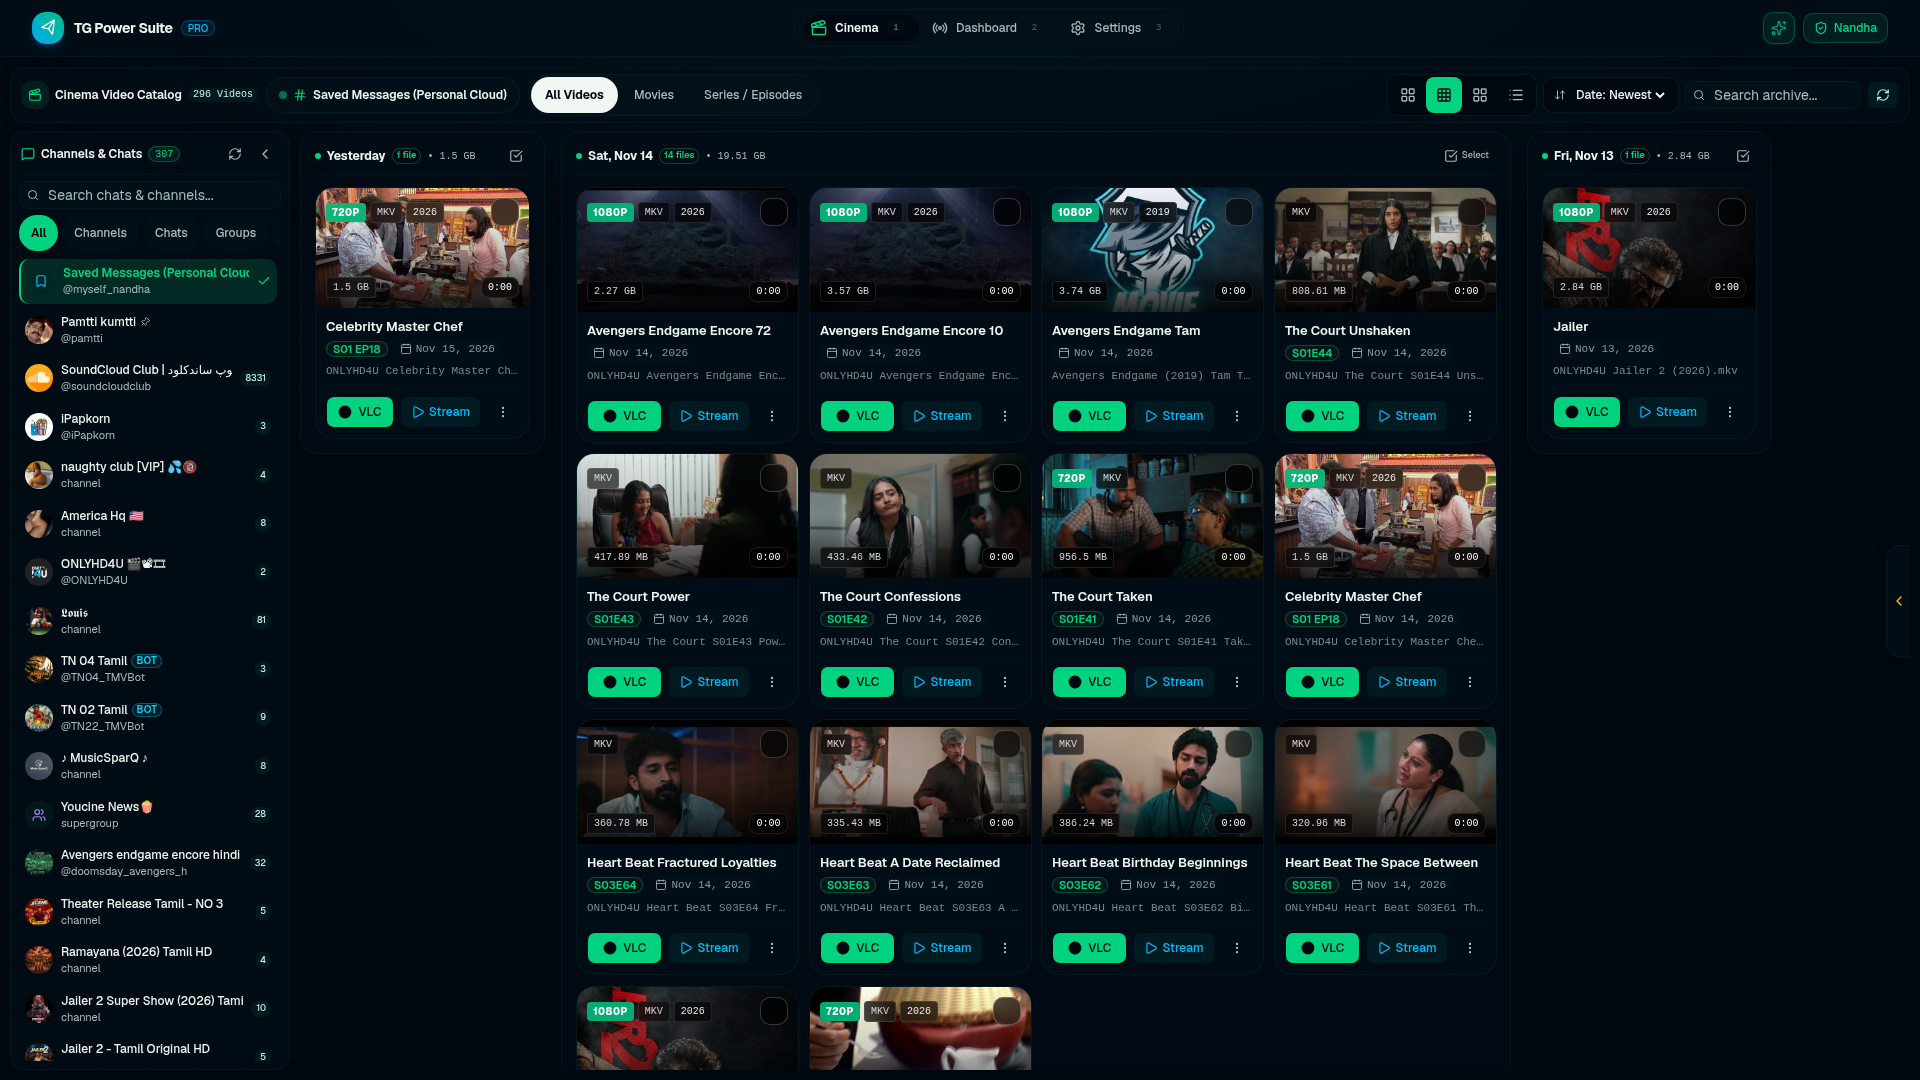 TG Power Suite PRO
Cinema 1
Dashboard 2
Settings 3
Nandha
Cinema Video Catalog 296 Videos
Saved Messages (Personal Cloud)
All Videos
Movies
Series / Episodes
Date: Newest
Search archive...
Channels & Chats 307
Search chats & channels...
All
Channels
Chats
Groups
Saved Messages (Personal Cloud
@myself_nandha
Pamtti kumtti
@pamtti
SoundCloud Club | وپ ساندکلود
@soundcloudclub
8331
iPapkorn
@iPapkorn
3
naughty club [VIP] 💦🔞
channel
4
America Hq 🇺🇸
channel
8
ONLYHD4U 🎬📽🎞
@ONLYHD4U
2
𝕷𝖔𝖚𝖎𝖘
channel
81
TN 04 Tamil BOT
@TN04_TMVBot
3
TN 02 Tamil BOT
@TN22_TMVBot
9
♪ MusicSparQ ♪
channel
8
Youcine News🍿
supergroup
28
Avengers endgame encore hindi
@doomsday_avengers_h
32
Theater Release Tamil - NO 3
channel
5
Ramayana (2026) Tamil HD
channel
4
Jailer 2 Super Show (2026) Tami
channel
10
Jailer 2 - Tamil Original HD
5
Yesterday 1 file • 1.5 GB
720P MKV 2026
1.5 GB 0:00
Celebrity Master Chef
S01 EP18 Nov 15, 2026
ONLYHD4U Celebrity Master Ch…
VLC Stream
Sat, Nov 14 14 files • 19.51 GB
Select
1080P MKV 2026
2.27 GB 0:00
Avengers Endgame Encore 72
Nov 14, 2026
ONLYHD4U Avengers Endgame Enc…
VLC Stream
1080P MKV 2026
3.57 GB 0:00
Avengers Endgame Encore 10
Nov 14, 2026
ONLYHD4U Avengers Endgame Enc…
VLC Stream
1080P MKV 2019
MOVIE
3.74 GB 0:00
Avengers Endgame Tam
Nov 14, 2026
Avengers Endgame (2019) Tam T…
VLC Stream
MKV
808.61 MB 0:00
The Court Unshaken
S01E44 Nov 14, 2026
ONLYHD4U The Court S01E44 Uns…
VLC Stream
MKV
417.89 MB 0:00
The Court Power
S01E43 Nov 14, 2026
ONLYHD4U The Court S01E43 Pow…
VLC Stream
MKV
433.46 MB 0:00
The Court Confessions
S01E42 Nov 14, 2026
ONLYHD4U The Court S01E42 Con…
VLC Stream
720P MKV
956.5 MB 0:00
The Court Taken
S01E41 Nov 14, 2026
ONLYHD4U The Court S01E41 Tak…
VLC Stream
720P MKV 2026
1.5 GB 0:00
Celebrity Master Chef
S01 EP18 Nov 14, 2026
ONLYHD4U Celebrity Master Che…
VLC Stream
MKV
360.78 MB 0:00
Heart Beat Fractured Loyalties
S03E64 Nov 14, 2026
ONLYHD4U Heart Beat S03E64 Fr…
VLC Stream
MKV
335.43 MB 0:00
Heart Beat A Date Reclaimed
S03E63 Nov 14, 2026
ONLYHD4U Heart Beat S03E63 A …
VLC Stream
MKV
386.24 MB 0:00
Heart Beat Birthday Beginnings
S03E62 Nov 14, 2026
ONLYHD4U Heart Beat S03E62 Bi…
VLC Stream
MKV
320.96 MB 0:00
Heart Beat The Space Between
S03E61 Nov 14, 2026
ONLYHD4U Heart Beat S03E61 Th…
VLC Stream
1080P MKV 2026
720P MKV 2026
Fri, Nov 13 1 file • 2.84 GB
1080P MKV 2026
2.84 GB 0:00
Jailer
Nov 13, 2026
ONLYHD4U Jailer 2 (2026).mkv
VLC Stream